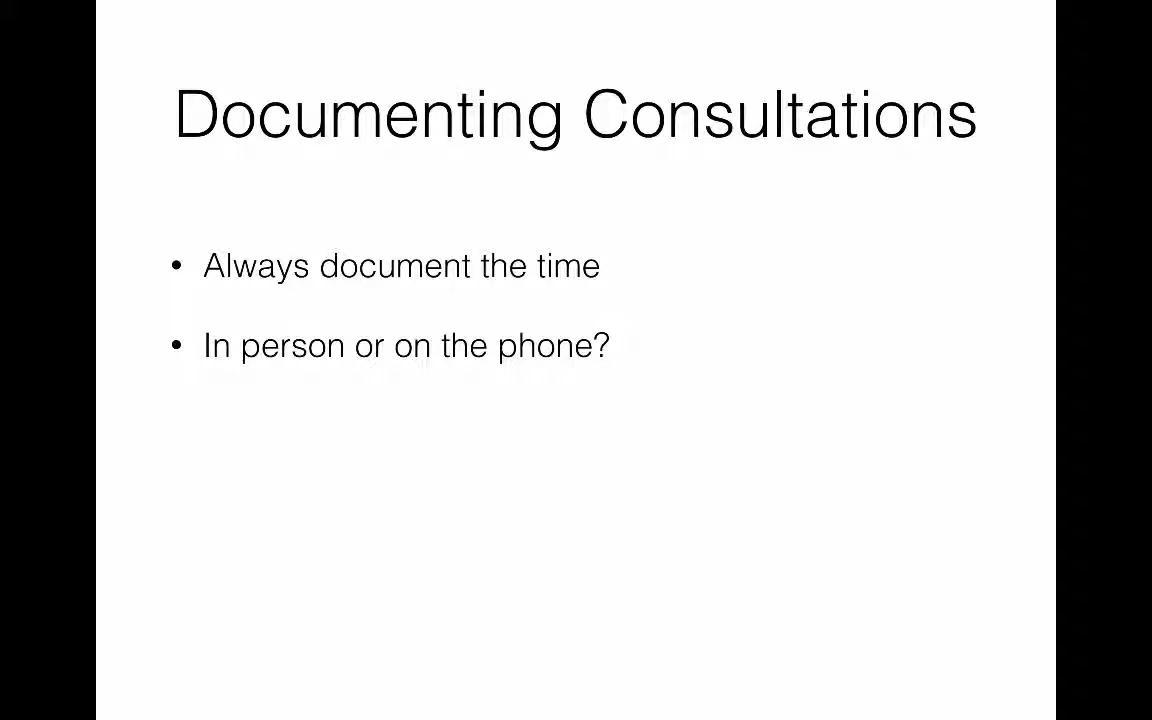 Documenting Consultations
• Always document the time
• In person or on the phone?